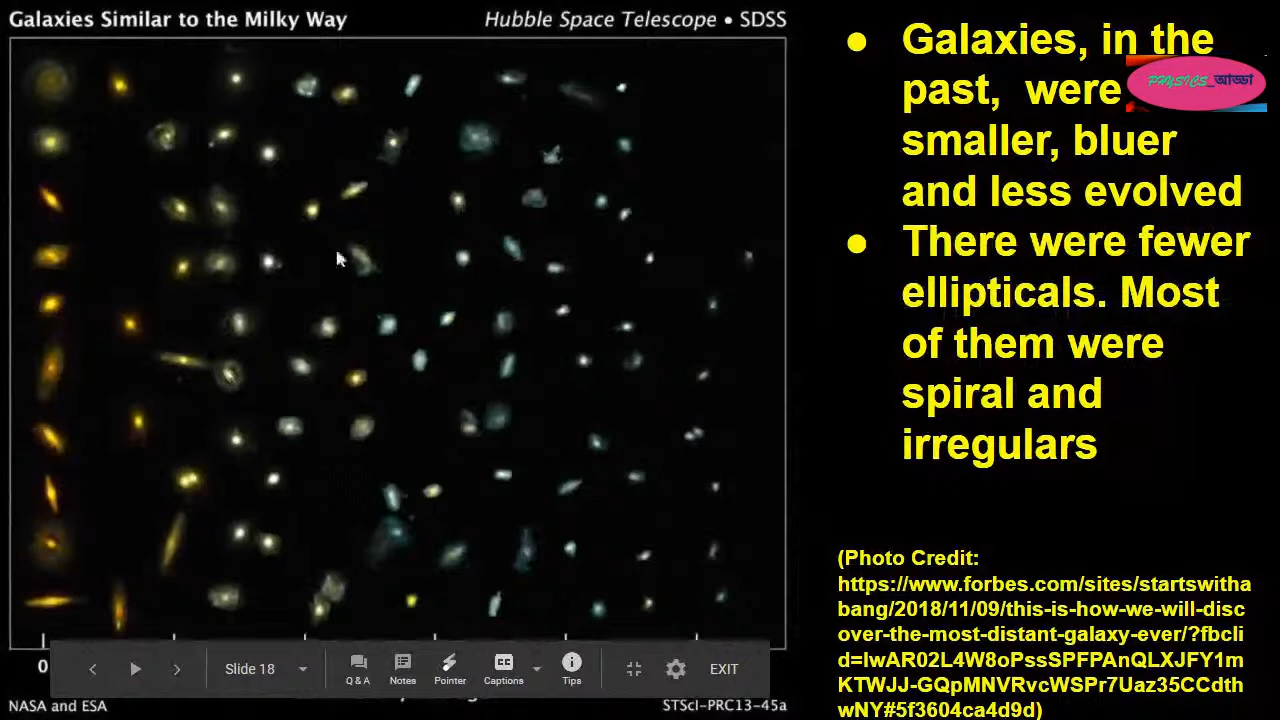 Galaxies Similar to the Milky Way
Hubble Space Telescope • SDSS
0
NASA and ESA
STScI-PRC13-45a
Slide 18
Q & A
Notes
Pointer
Captions
Tips
EXIT
● Galaxies, in the
past, were
smaller, bluer
and less evolved
● There were fewer
ellipticals. Most
of them were
spiral and
irregulars
PHYSICS_আড্ডা
(Photo Credit:
https://www.forbes.com/sites/startswitha
bang/2018/11/09/this-is-how-we-will-disc
over-the-most-distant-galaxy-ever/?fbcli
d=IwAR02L4W8oPssSPFPAnQLXJFY1m
KTWJJ-GQpMNVRvcWSPr7Uaz35CCdth
wNY#5f3604ca4d9d)